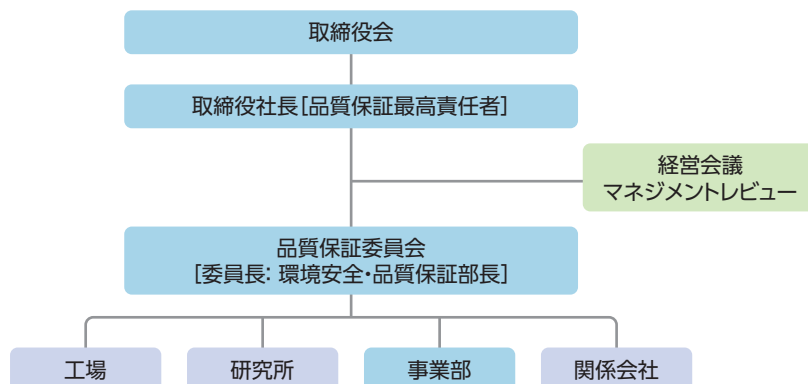 取締役会
取締役社長[品質保証最高責任者]
経営会議
マネジメントレビュー
品質保証委員会
[委員長：環境安全・品質保証部長]
工場
研究所
事業部
関係会社